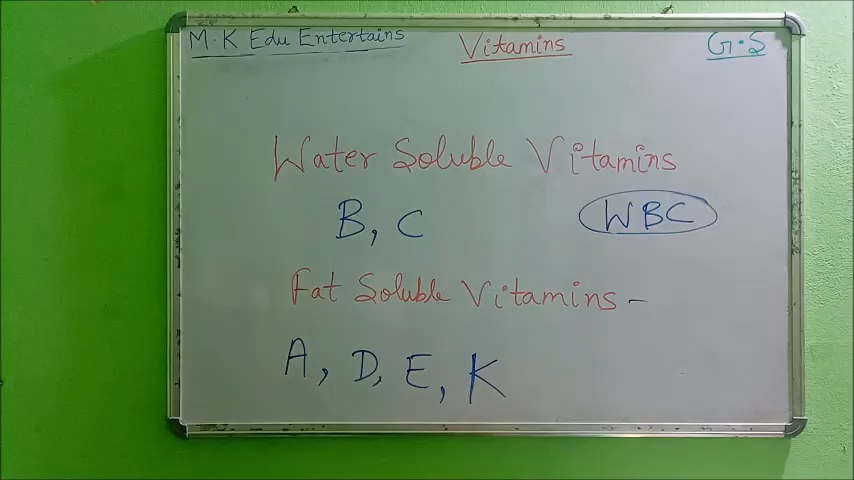 M.K Edu Entertains Vitamins G.S
Water Soluble Vitamins
B, C WBC
Fat Soluble Vitamins -
A, D, E, K